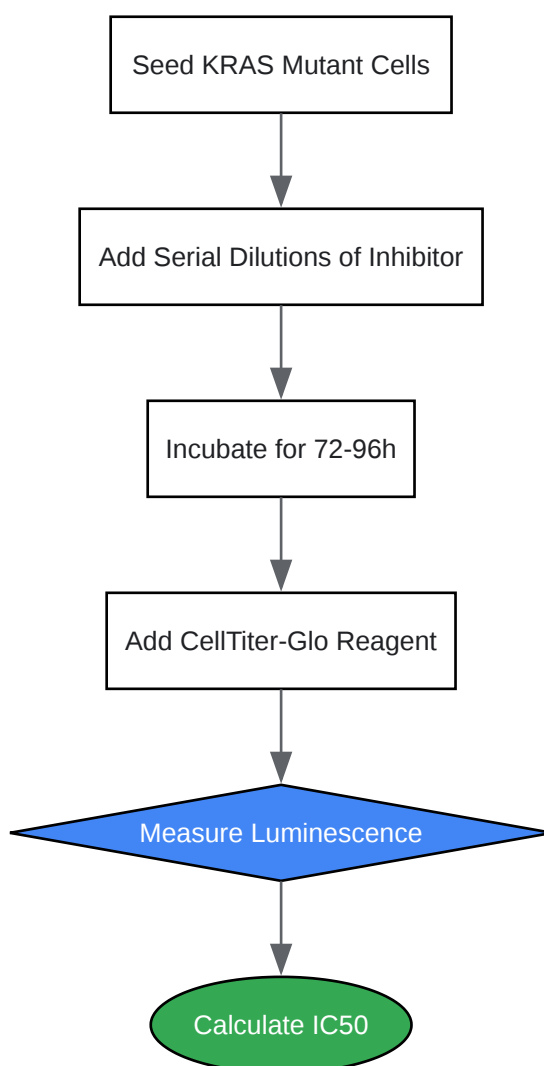 Seed KRAS Mutant Cells
Add Serial Dilutions of Inhibitor
Incubate for 72-96h
Add CellTiter-Glo Reagent
Measure Luminescence
Calculate IC50